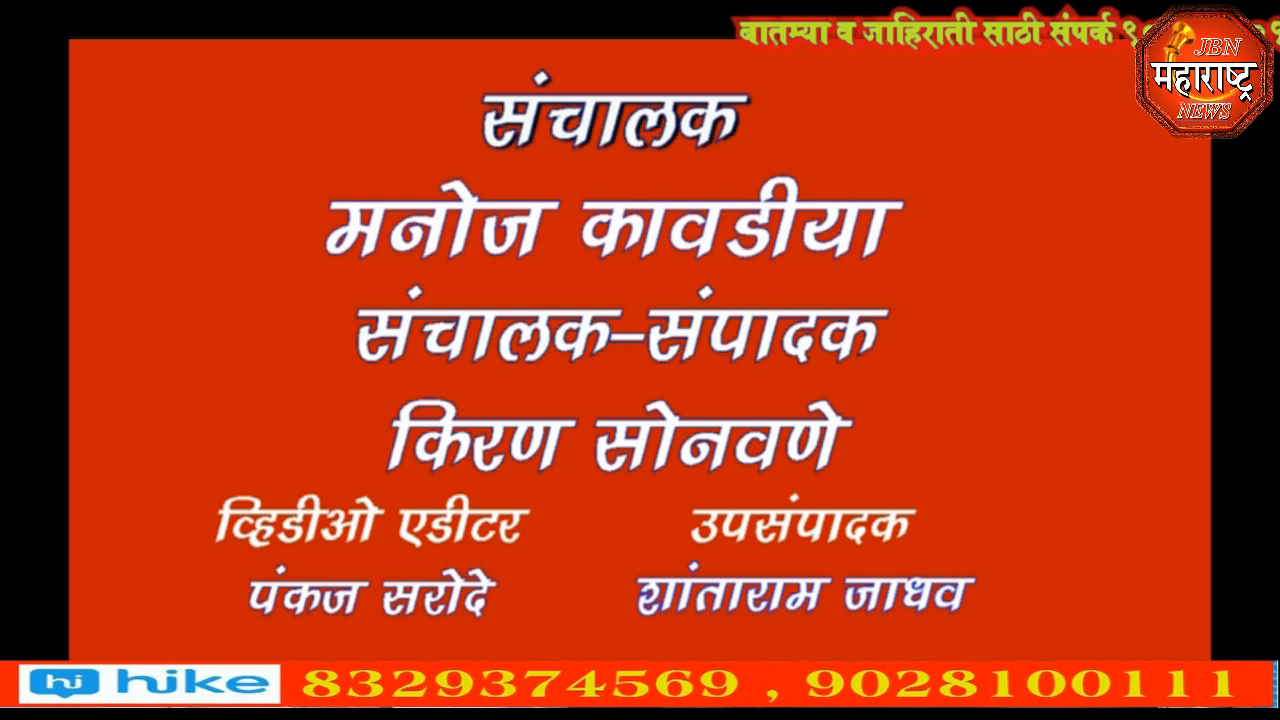 बातम्या व जाहिराती साठी संपर्क
JBN
महाराष्ट्र
NEWS
संचालक
मनोज कावडीया
संचालक-संपादक
किरण सोनवणे
व्हिडीओ एडीटर उपसंपादक
पंकज सरोदे शांताराम जाधव
hi hike 8329374569 , 9028100111